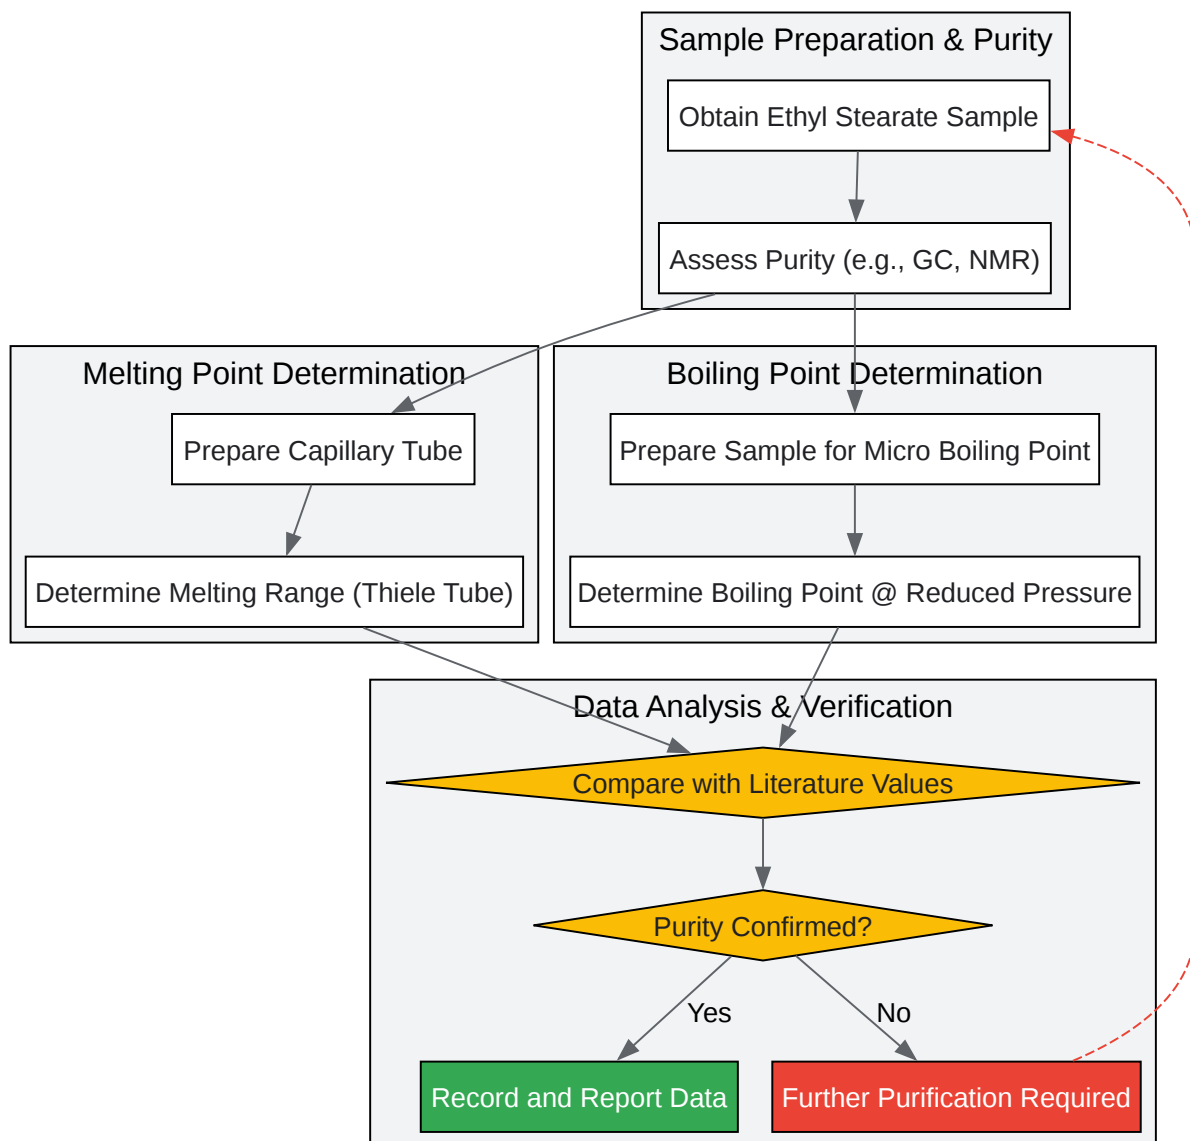 Sample Preparation & Purity
Obtain Ethyl Stearate Sample
Assess Purity (e.g., GC, NMR)
Melting Point Determination
Prepare Capillary Tube
Determine Melting Range (Thiele Tube)
Boiling Point Determination
Prepare Sample for Micro Boiling Point
Determine Boiling Point @ Reduced Pressure
Data Analysis & Verification
Compare with Literature Values
Purity Confirmed?
Yes
No
Record and Report Data
Further Purification Required